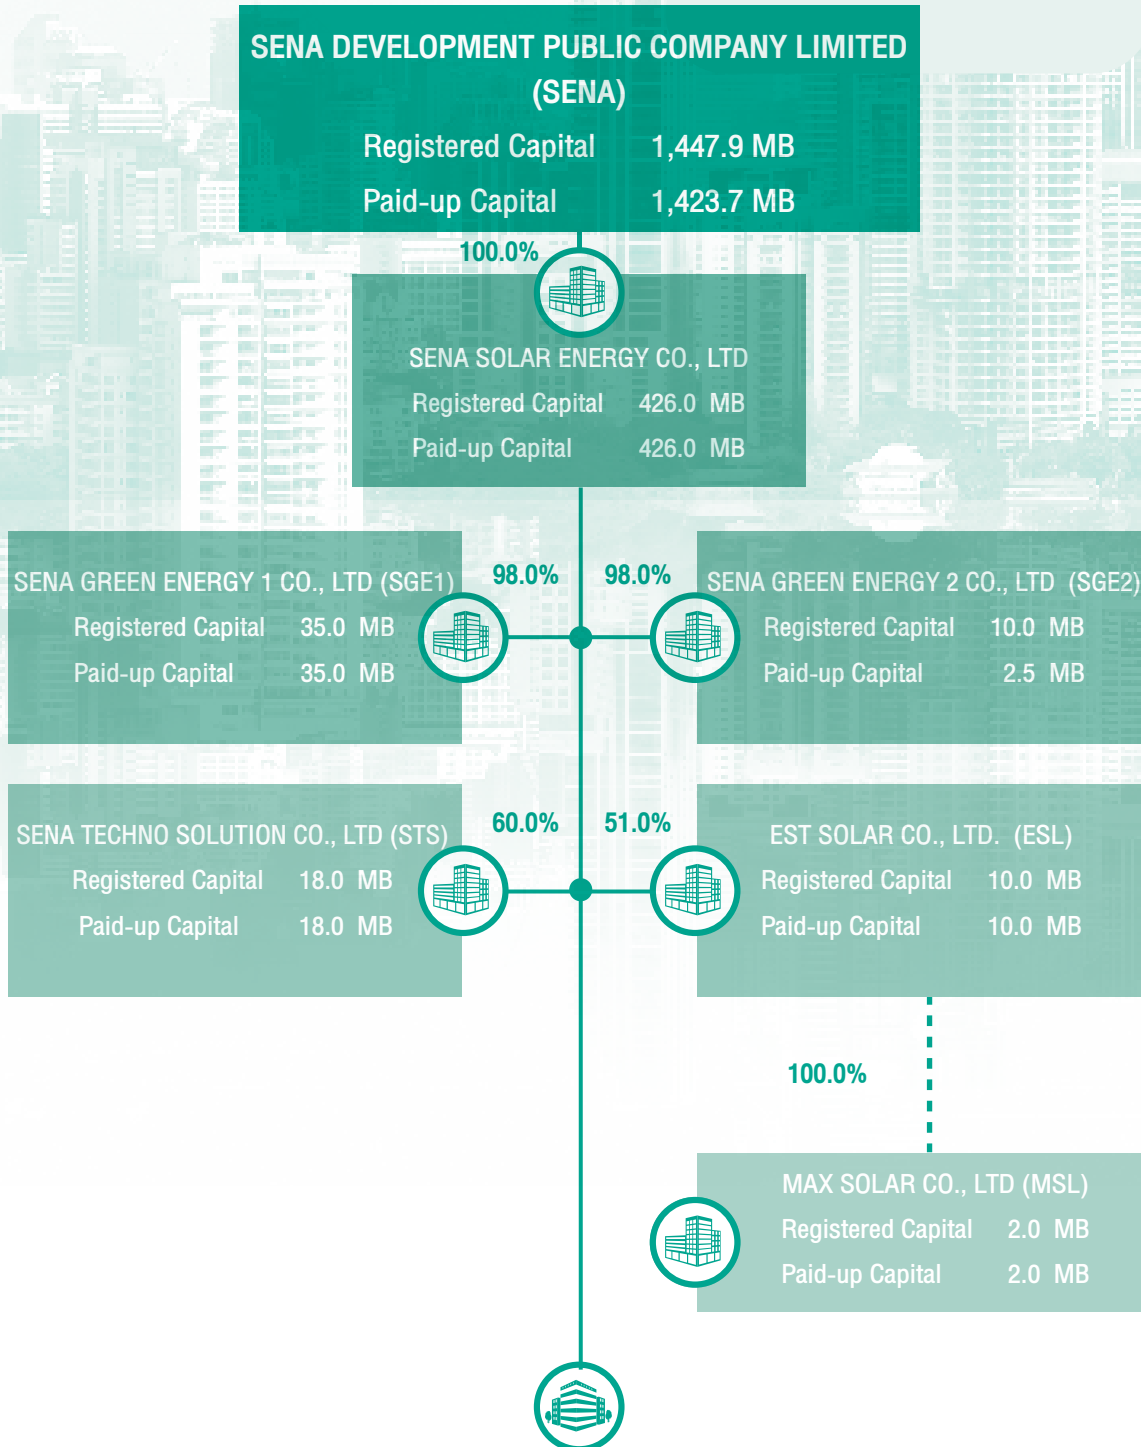 SENA DEVELOPMENT PUBLIC COMPANY LIMITED
(SENA)
Registered Capital 1,447.9 MB
Paid-up Capital 1,423.7 MB
100.0%
SENA SOLAR ENERGY CO., LTD
Registered Capital 426.0 MB
Paid-up Capital 426.0 MB
98.0% 98.0%
SENA GREEN ENERGY 1 CO., LTD (SGE1)
Registered Capital 35.0 MB
Paid-up Capital 35.0 MB
SENA GREEN ENERGY 2 CO., LTD (SGE2)
Registered Capital 10.0 MB
Paid-up Capital 2.5 MB
60.0% 51.0%
SENA TECHNO SOLUTION CO., LTD (STS)
Registered Capital 18.0 MB
Paid-up Capital 18.0 MB
EST SOLAR CO., LTD. (ESL)
Registered Capital 10.0 MB
Paid-up Capital 10.0 MB
100.0%
MAX SOLAR CO., LTD (MSL)
Registered Capital 2.0 MB
Paid-up Capital 2.0 MB